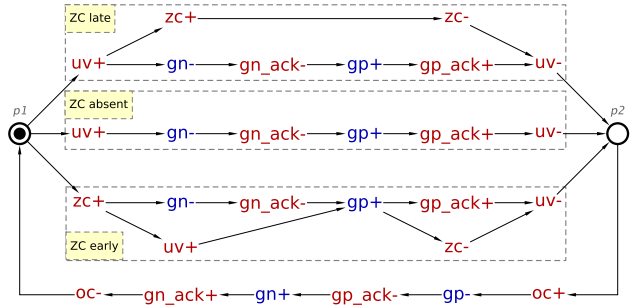 ZC late zc+ zc-
uv+ gn- gn_ack- gp+ gp_ack+ uv-
p1 ZC absent p2
uv+ gn- gn_ack- gp+ gp_ack+ uv-
zc+ gn- gn_ack- gp+ gp_ack+ uv-
ZC early uv+ zc-
oc- gn_ack+ gn+ gp_ack- gp- oc+